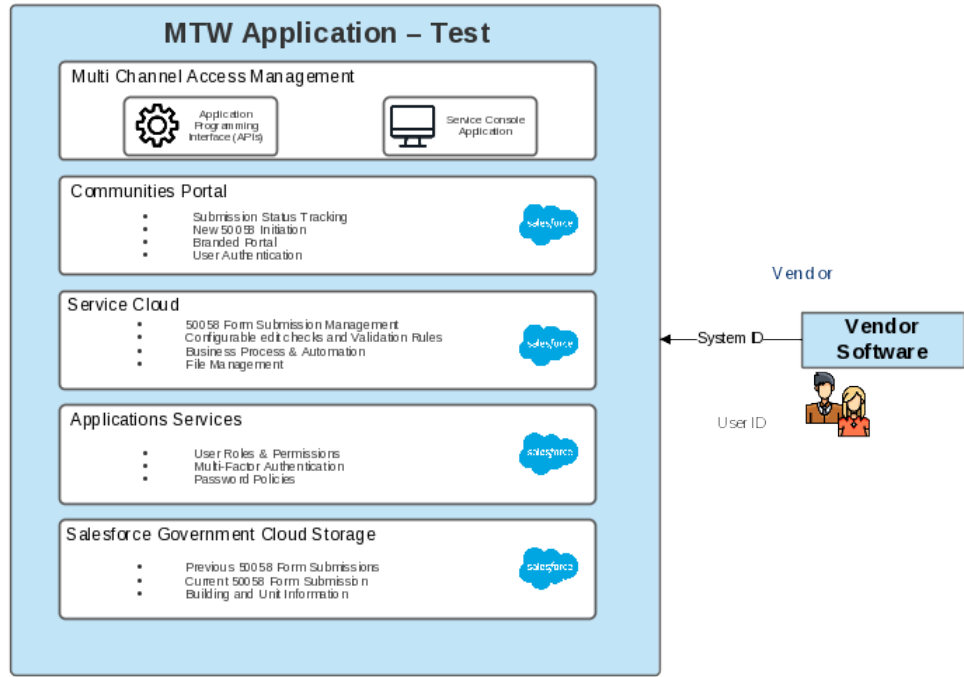 MTW Application – Test
Multi Channel Access Management
Application
Programming
Interface (APIs)
Service Console
Application
Communities Portal
• Submission Status Tracking
• New 50058 Initiation
• Branded Portal
• User Authentication
salesforce
Service Cloud
• 50058 Form Submission Management
• Configurable edit checks and Validation Rules
• Business Process & Automation
• File Management
salesforce
Applications Services
• User Roles & Permissions
• Multi-Factor Authentication
• Password Policies
salesforce
Salesforce Government Cloud Storage
• Previous 50058 Form Submissions
• Current 50058 Form Submission
• Building and Unit Information
salesforce
Vendor
System ID
Vendor
Software
User ID